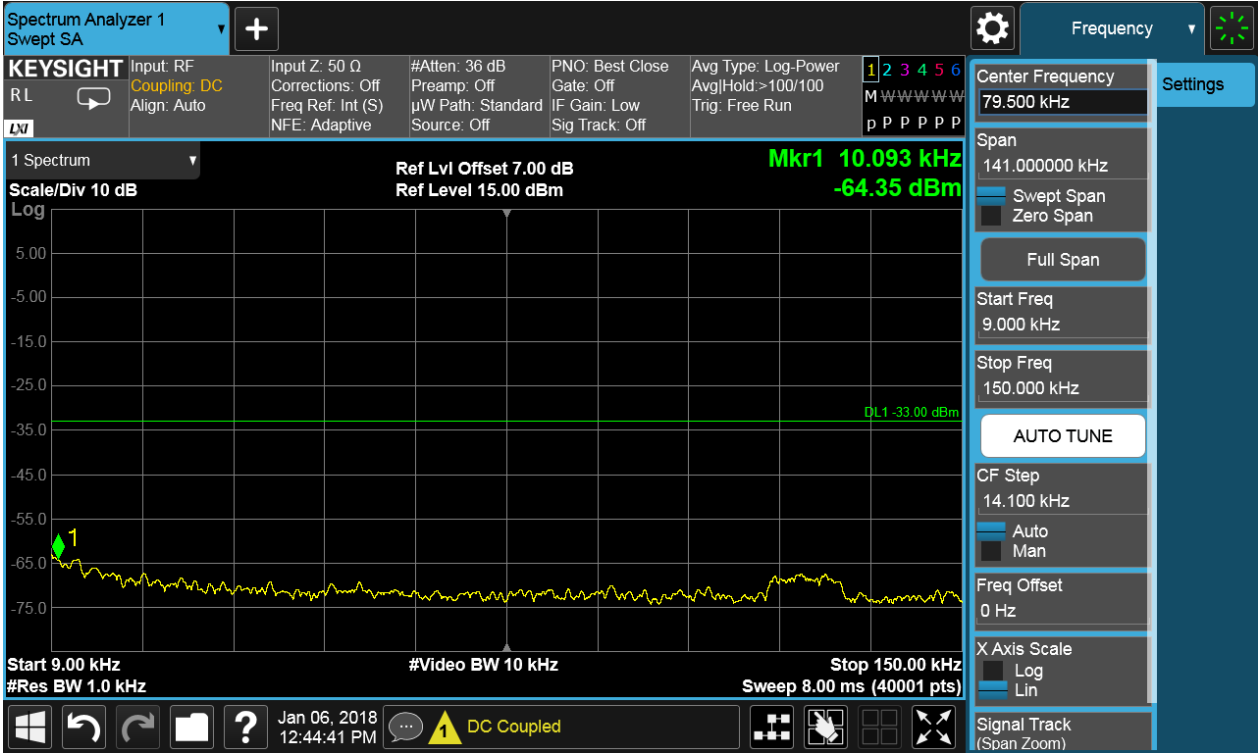 Spectrum Analyzer 1
Swept SA
Frequency
KEYSIGHT
R L
LXI
Input: RF
Coupling: DC
Align: Auto
Input Z: 50 Ω
Corrections: Off
Freq Ref: Int (S)
NFE: Adaptive
#Atten: 36 dB
Preamp: Off
µW Path: Standard
Source: Off
PNO: Best Close
Gate: Off
IF Gain: Low
Sig Track: Off
Avg Type: Log-Power
Avg|Hold:>100/100
Trig: Free Run
1 2 3 4 5 6
M W W W W W
p P P P P P
Center Frequency
79.500 kHz
Settings
Span
141.000000 kHz
Swept Span
Zero Span
Full Span
Start Freq
9.000 kHz
Stop Freq
150.000 kHz
AUTO TUNE
CF Step
14.100 kHz
Auto
Man
Freq Offset
0 Hz
X Axis Scale
Log
Lin
Signal Track
(Span Zoom)
1 Spectrum
Scale/Div 10 dB
Ref Lvl Offset 7.00 dB
Ref Level 15.00 dBm
Mkr1 10.093 kHz
-64.35 dBm
Log
5.00
-5.00
-15.0
-25.0
-35.0
-45.0
-55.0
-65.0
-75.0
DL1 -33.00 dBm
1
Start 9.00 kHz
#Video BW 10 kHz
Stop 150.00 kHz
#Res BW 1.0 kHz
Sweep 8.00 ms (40001 pts)
?
Jan 06, 2018
12:44:41 PM
1
DC Coupled